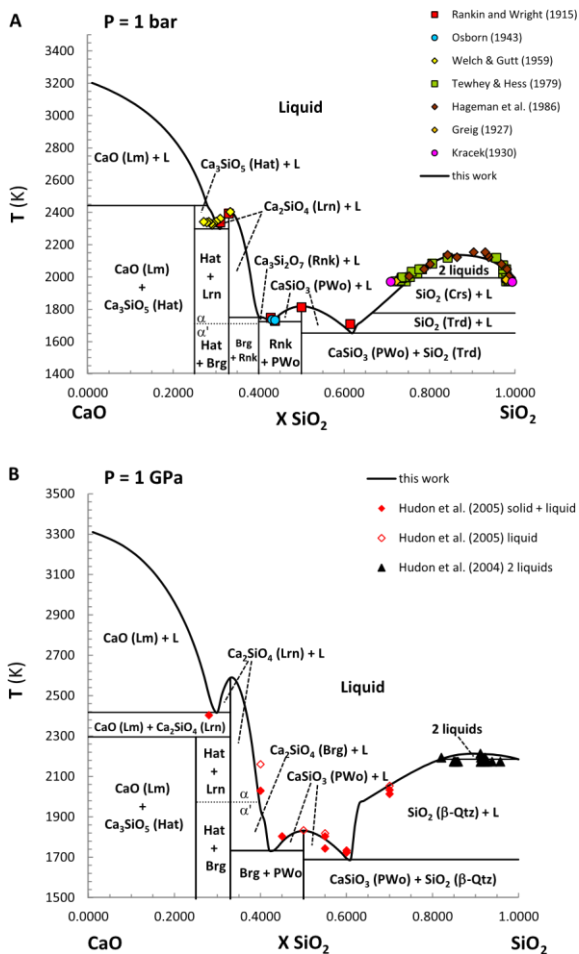 A
P = 1 bar
Rankin and Wright (1915)
Osborn (1943)
Welch & Gutt (1959)
Tewhey & Hess (1979)
Hageman et al. (1986)
Greig (1927)
Kracek(1930)
this work
3400
3200
3000
2800
2600
2400
2200
2000
1800
1600
1400
T (K)
Liquid
CaO (Lm) + L
Ca₃SiO₅ (Hat) + L
Ca₂SiO₄ (Lrn) + L
Ca₃Si₂O₇ (Rnk) + L
CaSiO₃ (PWo) + L
2 liquids
SiO₂ (Crs) + L
SiO₂ (Trd) + L
CaO (Lm)
+
Ca₃SiO₅ (Hat)
Hat
+
Lrn
α
α'
Hat
+ Brg
Brg
+ Rnk
Rnk
+ PWo
CaSiO₃ (PWo) + SiO₂ (Trd)
0.0000 0.2000 0.4000 0.6000 0.8000 1.0000
CaO X SiO₂ SiO₂
B
P = 1 GPa
this work
Hudon et al. (2005) solid + liquid
Hudon et al. (2005) liquid
Hudon et al. (2004) 2 liquids
3500
3300
3100
2900
2700
2500
2300
2100
1900
1700
1500
T (K)
CaO (Lm) + L
Ca₂SiO₄ (Lrn) + L
Liquid
2 liquids
CaO (Lm) + Ca₂SiO₄ (Lrn)
Ca₂SiO₄ (Brg) + L
CaSiO₃ (PWo) + L
SiO₂ (β-Qtz) + L
CaO (Lm)
+
Ca₃SiO₅ (Hat)
Hat
+
Lrn
α
α'
Hat
+
Brg
Brg + PWo
CaSiO₃ (PWo) + SiO₂ (β-Qtz)
0.0000 0.2000 0.4000 0.6000 0.8000 1.0000
CaO X SiO₂ SiO₂